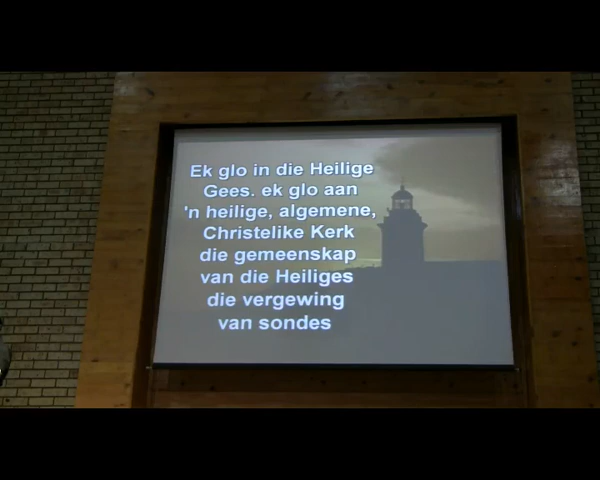 Ek glo in die Heilige
Gees. ek glo aan
'n heilige, algemene,
Christelike Kerk
die gemeenskap
van die Heiliges
die vergewing
van sondes